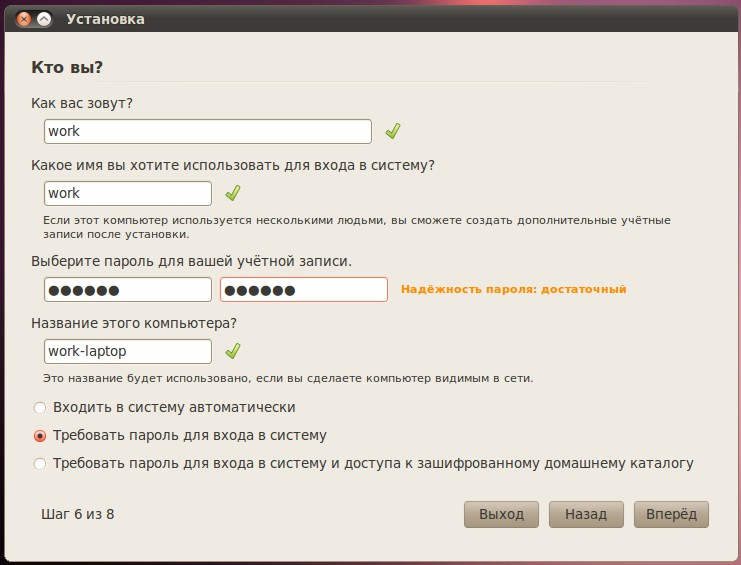 Установка
Кто вы?
Как вас зовут?
work
Какое имя вы хотите использовать для входа в систему?
work
Если этот компьютер используется несколькими людьми, вы сможете создать дополнительные учётные
записи после установки.
Выберите пароль для вашей учётной записи.
●●●●●● ●●●●●● Надёжность пароля: достаточный
Название этого компьютера?
work-laptop
Это название будет использовано, если вы сделаете компьютер видимым в сети.
Входить в систему автоматически
Требовать пароль для входа в систему
Требовать пароль для входа в систему и доступа к зашифрованному домашнему каталогу
Шаг 6 из 8 Выход Назад Вперёд